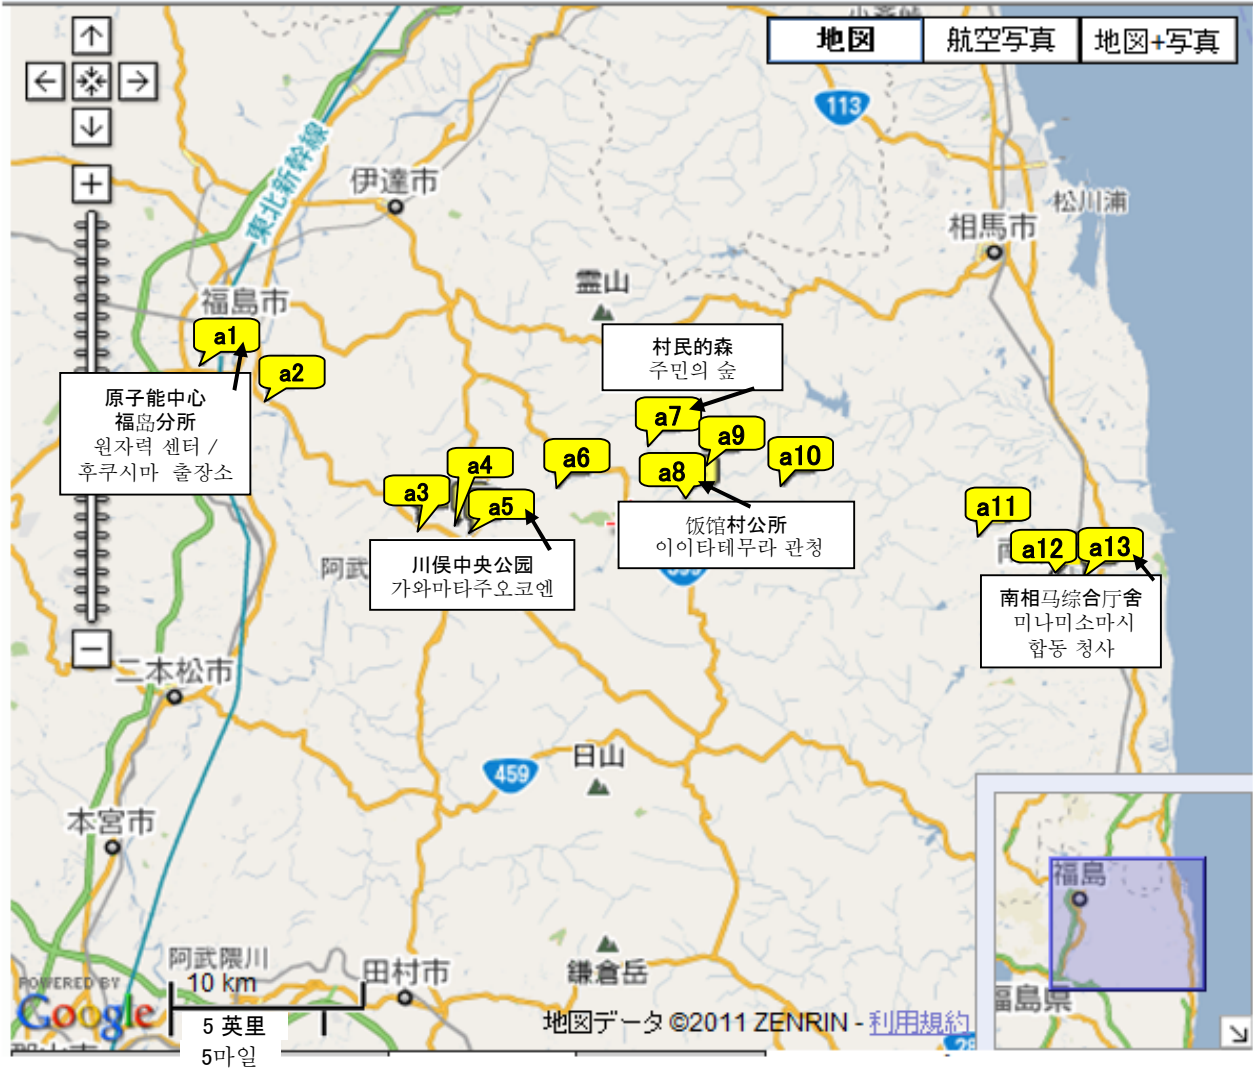 地図
航空写真
地図+写真
113
東北新幹線
伊達市
松川浦
相馬市
霊山
福島市
a1
a2
原子能中心
福岛分所
원자력 센터 /
후쿠시마 출장소
村民的森
주민의 숲
a7
a9
a10
a6
a8
a4
a3
a5
a11
a12
a13
饭馆村公所
이이타테무라 관청
川俣中央公园
가와마타주오코엔
阿武
南相马综合厅舍
미나미소마시
합동 청사
二本松市
日山
459
本宮市
福島
阿武隈川
10 km
田村市
鎌倉岳
福島県
POWERED BY
Google
5 英里
5마일
地図データ ©2011 ZENRIN - 利用規約